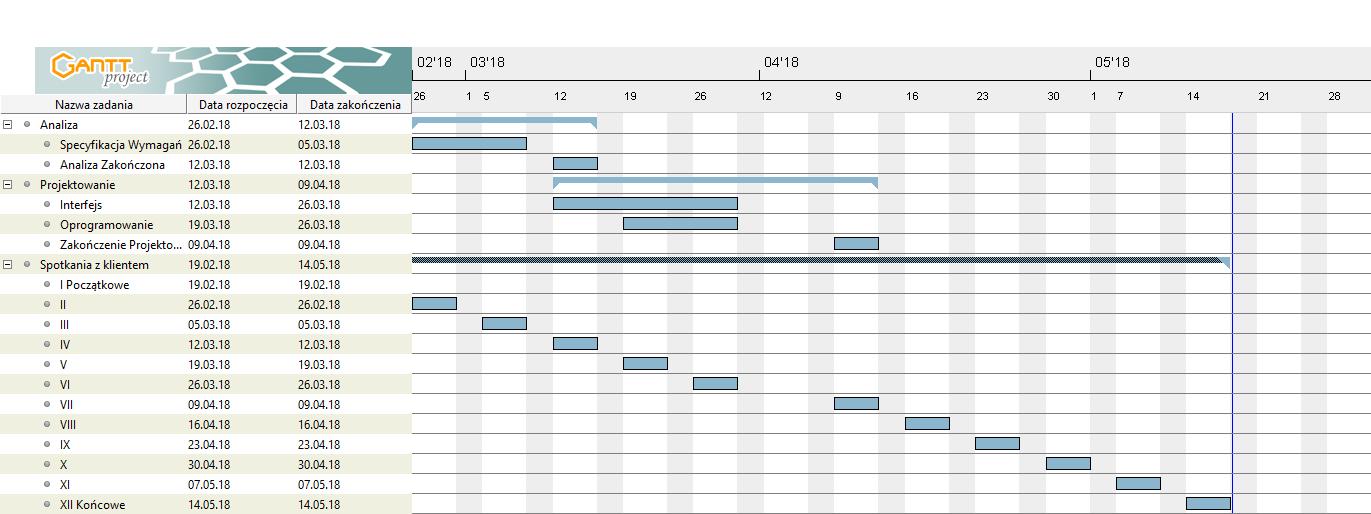 GANTT
project
02'18 03'18 04'18 05'18
Nazwa zadania Data rozpoczęcia Data zakończenia 26 1 5 12 19 26 12 9 16 23 30 1 7 14 21 28
Analiza 26.02.18 12.03.18
Specyfikacja Wymagań 26.02.18 05.03.18
Analiza Zakończona 12.03.18 12.03.18
Projektowanie 12.03.18 09.04.18
Interfejs 12.03.18 26.03.18
Oprogramowanie 19.03.18 26.03.18
Zakończenie Projekto... 09.04.18 09.04.18
Spotkania z klientem 19.02.18 14.05.18
I Początkowe 19.02.18 19.02.18
II 26.02.18 26.02.18
III 05.03.18 05.03.18
IV 12.03.18 12.03.18
V 19.03.18 19.03.18
VI 26.03.18 26.03.18
VII 09.04.18 09.04.18
VIII 16.04.18 16.04.18
IX 23.04.18 23.04.18
X 30.04.18 30.04.18
XI 07.05.18 07.05.18
XII Końcowe 14.05.18 14.05.18